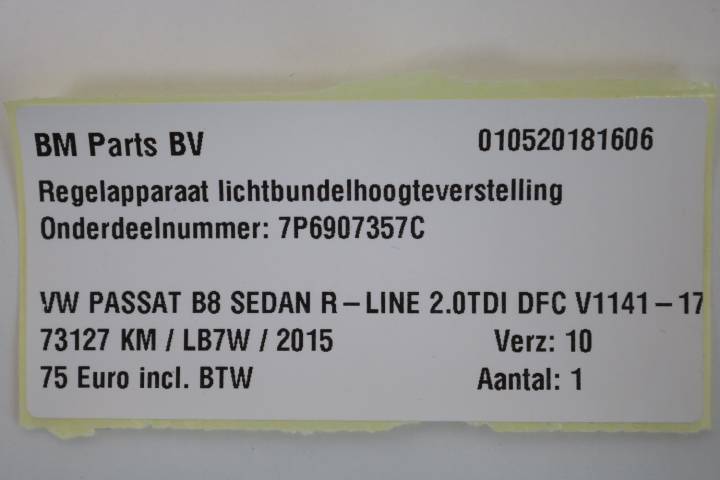 BM Parts BV 010520181606
Regelapparaat lichtbundelhoogteverstelling
Onderdeelnummer: 7P6907357C
VW PASSAT B8 SEDAN R-LINE 2.0TDI DFC V1141-17
73127 KM / LB7W / 2015 Verz: 10
75 Euro incl. BTW Aantal: 1